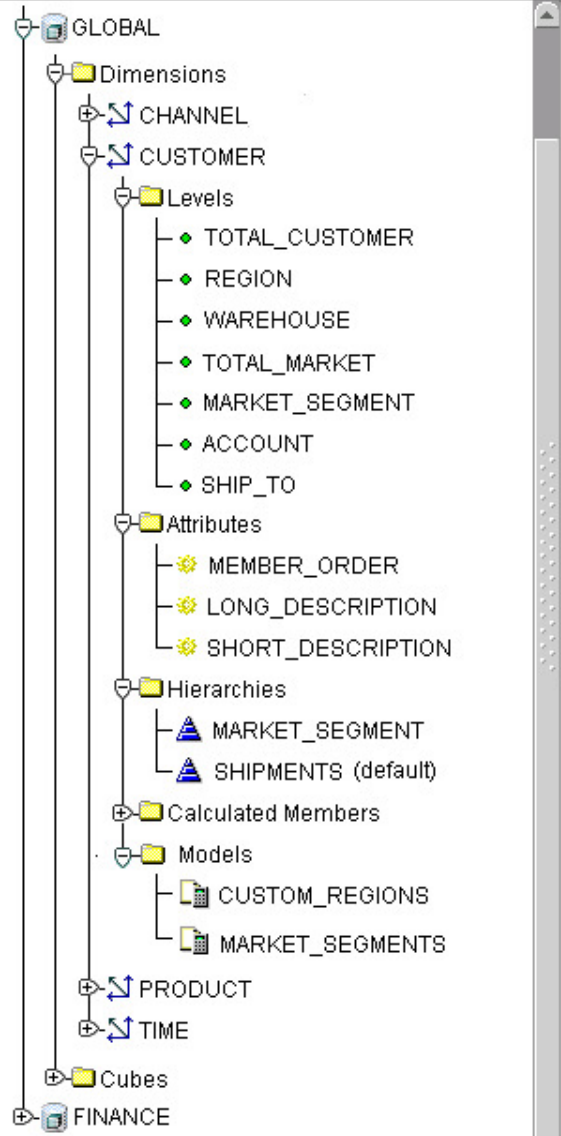 GLOBAL
Dimensions
CHANNEL
CUSTOMER
Levels
TOTAL_CUSTOMER
REGION
WAREHOUSE
TOTAL_MARKET
MARKET_SEGMENT
ACCOUNT
SHIP_TO
Attributes
MEMBER_ORDER
LONG_DESCRIPTION
SHORT_DESCRIPTION
Hierarchies
MARKET_SEGMENT
SHIPMENTS (default)
Calculated Members
Models
CUSTOM_REGIONS
MARKET_SEGMENTS
PRODUCT
TIME
Cubes
FINANCE